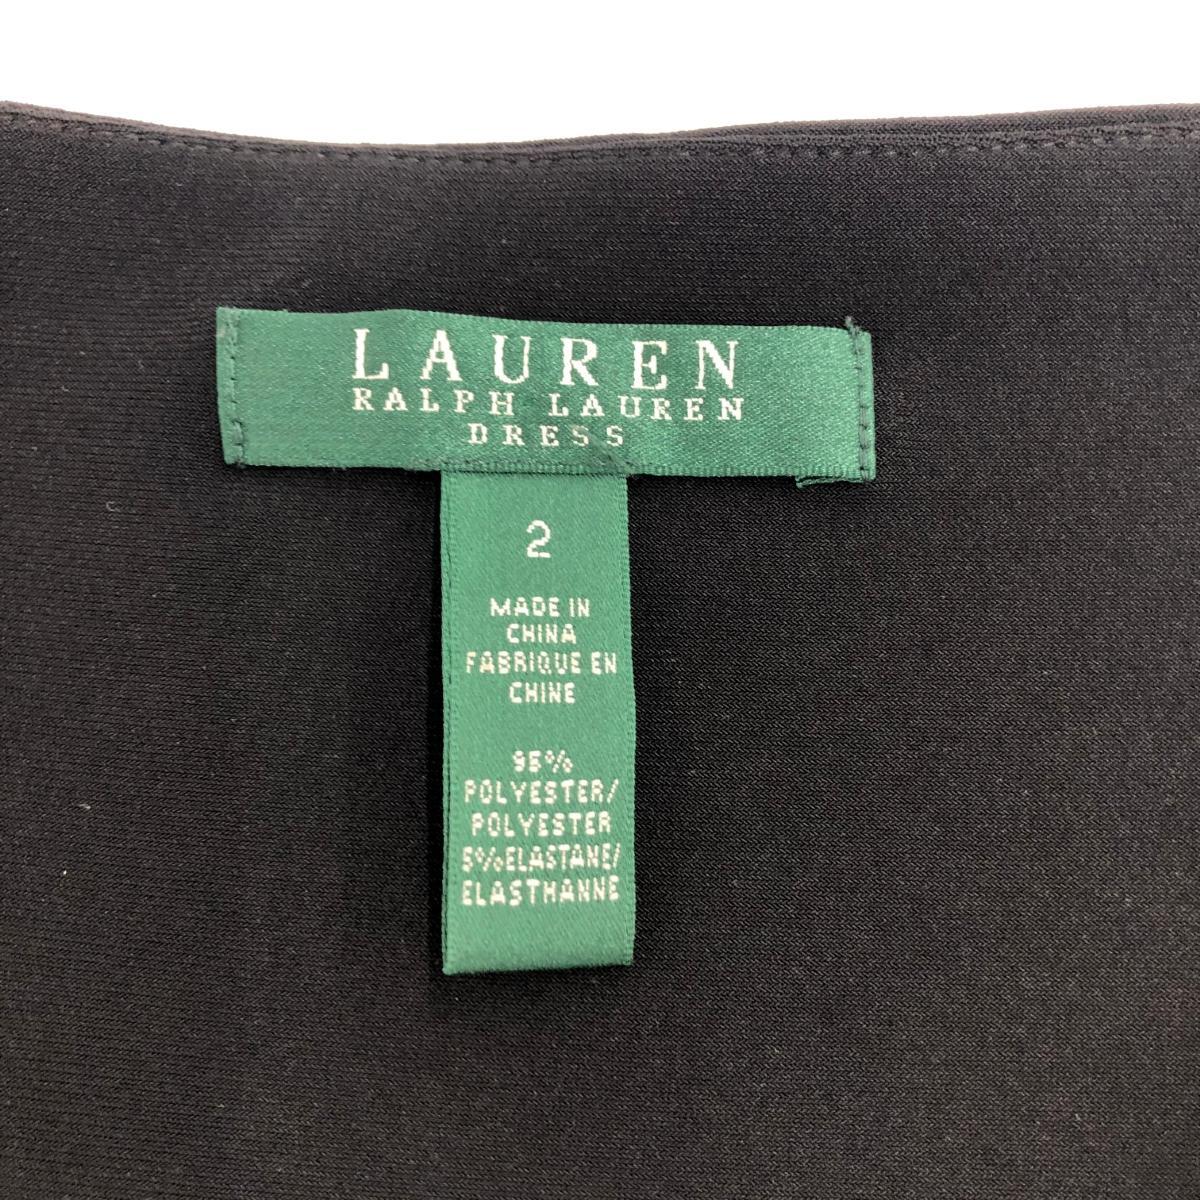 LAUREN
RALPH LAUREN
DRESS
2
MADE IN
CHINA
FABRIQUE EN
CHINE
95%
POLYESTER/
POLYESTER
5%ELASTANE/
ELASTHANNE